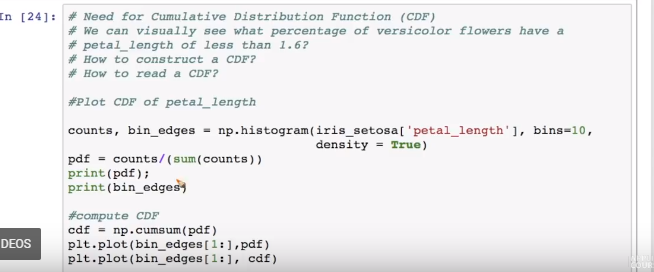 In [24]:
# Need for Cumulative Distribution Function (CDF)
# We can visually see what percentage of versicolor flowers have a
# petal_length of less than 1.6?
# How to construct a CDF?
# How to read a CDF?
#Plot CDF of petal_length
counts, bin_edges = np.histogram(iris_setosa['petal_length'], bins=10,
density = True)
pdf = counts/(sum(counts))
print(pdf);
print(bin_edges)
#compute CDF
cdf = np.cumsum(pdf)
plt.plot(bin_edges[1:],pdf)
plt.plot(bin_edges[1:], cdf)
DEOS